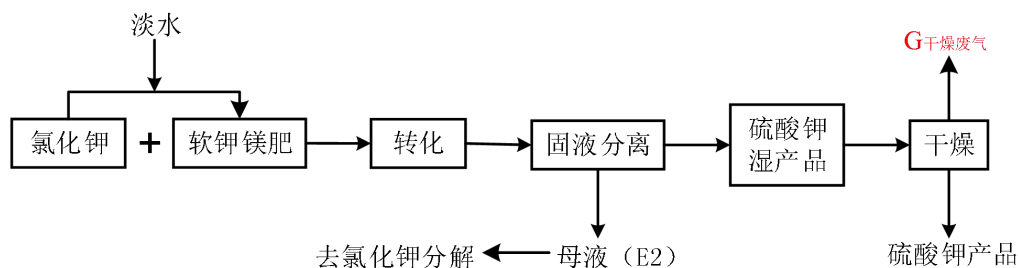 淡水
G干燥废气
氯化钾
+
软钾镁肥
转化
固液分离
硫酸钾
湿产品
干燥
去氯化钾分解
母液（E2）
硫酸钾产品